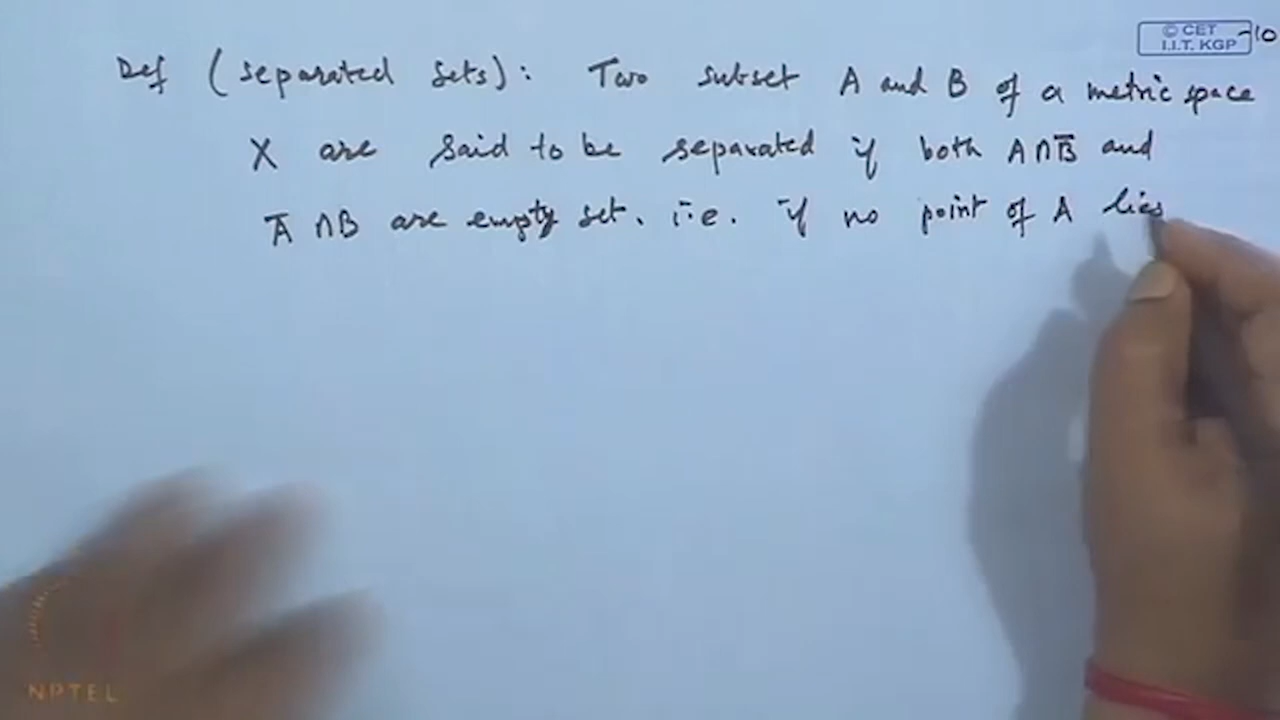 © CET
I.I.T. KGP
-10
Def (separated sets): Two subset A and B of a metric space
X are said to be separated if both A∩B̅ and
A̅ ∩B are empty set. i.e. if no point of A lies
NPTEL